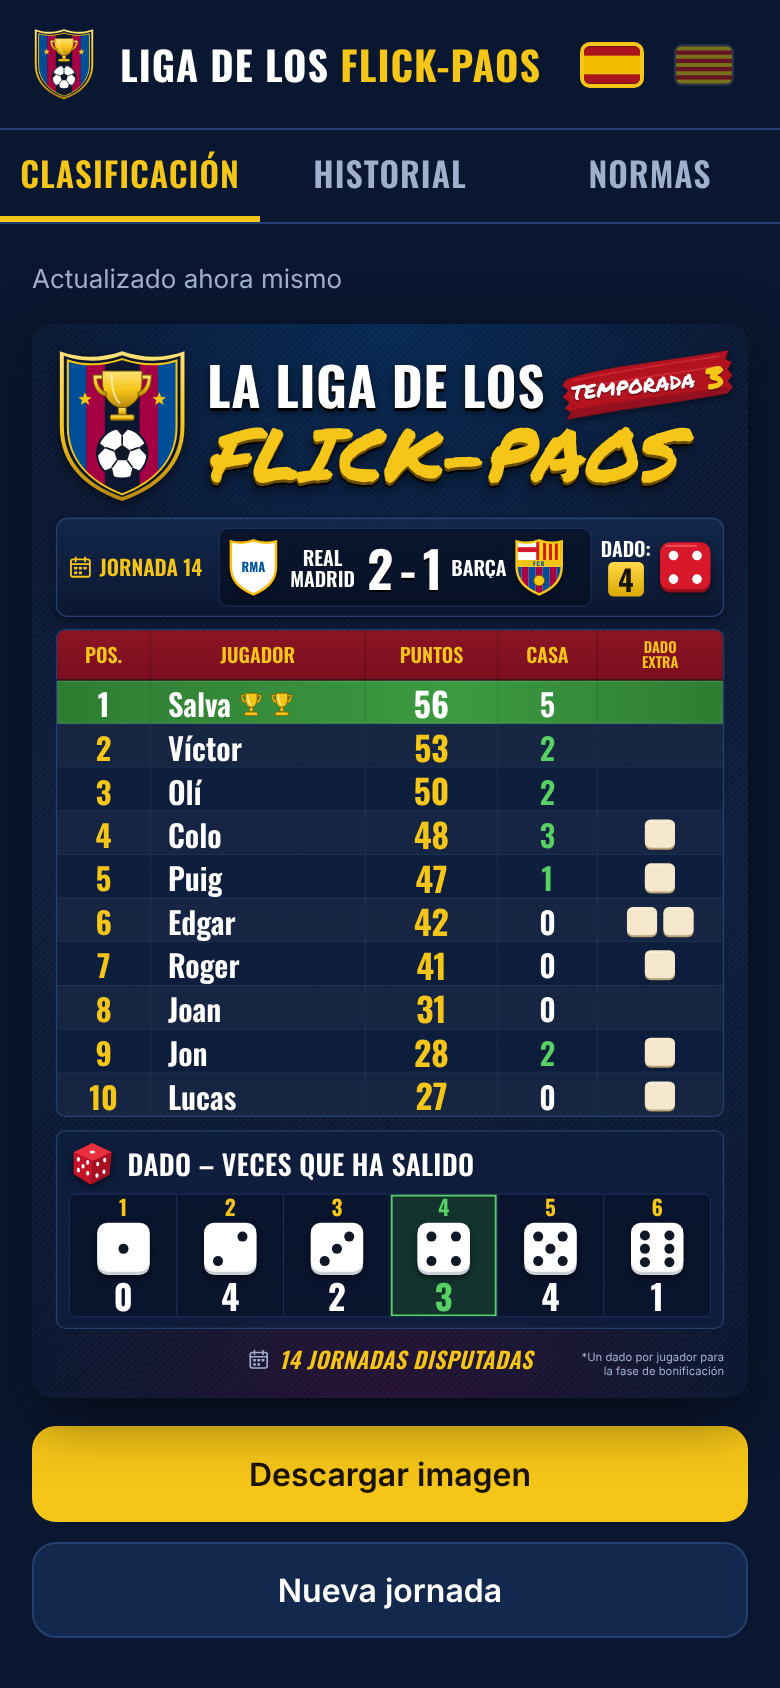 LIGA DE LOS FLICK-PAOS
CLASIFICACIÓN HISTORIAL NORMAS
Actualizado ahora mismo
LA LIGA DE LOS
TEMPORADA 3
FLICK-PAOS
JORNADA 14
RMA
REAL MADRID 2 - 1 BARÇA
FCB
DADO:
4
POS. JUGADOR PUNTOS CASA DADO EXTRA
1 Salva 56 5
2 Víctor 53 2
3 Olí 50 2
4 Colo 48 3
5 Puig 47 1
6 Edgar 42 0
7 Roger 41 0
8 Joan 31 0
9 Jon 28 2
10 Lucas 27 0
DADO – VECES QUE HA SALIDO
1 2 3 4 5 6
0 4 2 3 4 1
14 JORNADAS DISPUTADAS
*Un dado por jugador para
la fase de bonificación
Descargar imagen
Nueva jornada